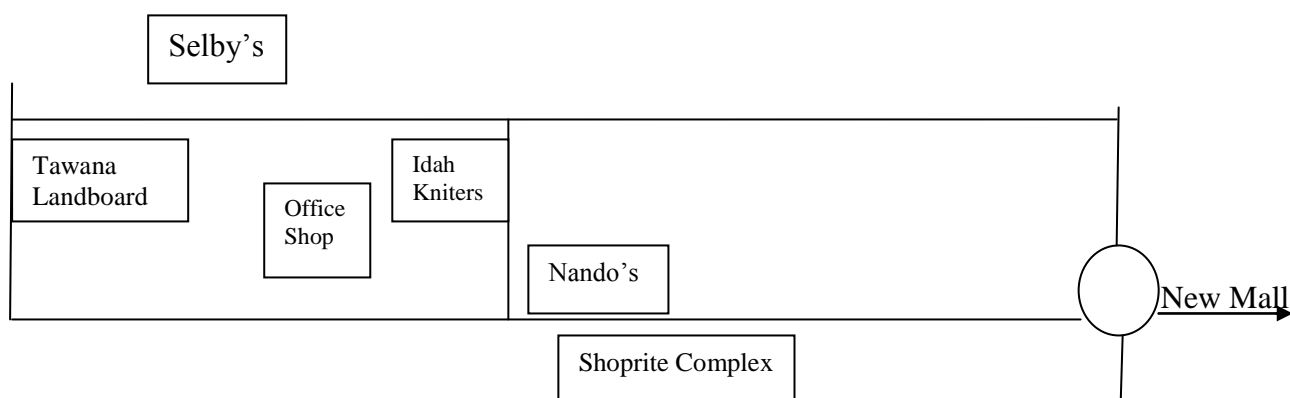 Selby’s
Tawana
Landboard
Idah
Kniters
Office
Shop
Nando’s
New Mall
Shoprite Complex